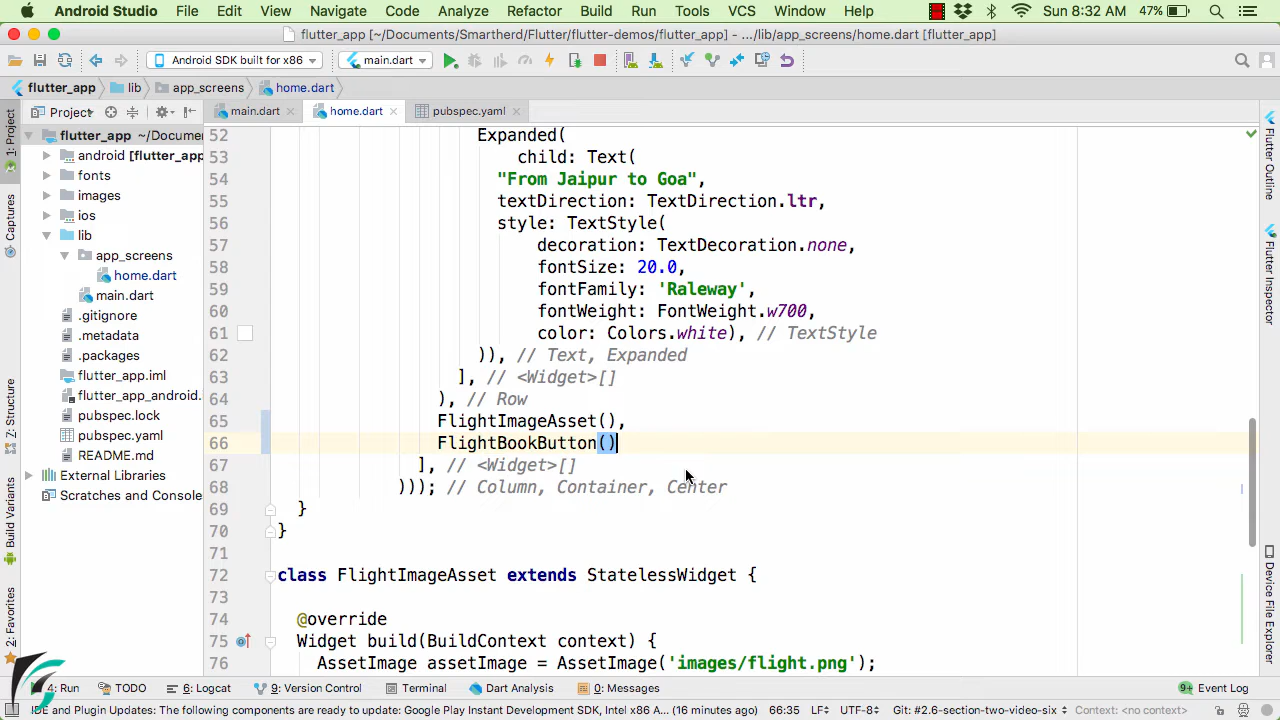 Android Studio File Edit View Navigate Code Analyze Refactor Build Run Tools VCS Window Help Sun 8:32 AM 47%
flutter_app [~/Documents/Smartherd/Flutter/flutter-demos/flutter_app] - .../lib/app_screens/home.dart [flutter_app]
Android SDK built for x86 main.dart
flutter_app lib app_screens home.dart
Project main.dart home.dart pubspec.yaml
1: Project
Captures
7: Structure
Build Variants
2: Favorites
flutter_app ~/Documen
android [flutter_app
fonts
images
ios
lib
app_screens
home.dart
main.dart
.gitignore
.metadata
.packages
flutter_app.iml
flutter_app_android.
pubspec.lock
pubspec.yaml
README.md
External Libraries
Scratches and Console
52 Expanded(
53 child: Text(
54 "From Jaipur to Goa",
55 textDirection: TextDirection.ltr,
56 style: TextStyle(
57 decoration: TextDecoration.none,
58 fontSize: 20.0,
59 fontFamily: 'Raleway',
60 fontWeight: FontWeight.w700,
61 color: Colors.white), // TextStyle
62 )), // Text, Expanded
63 ], // <Widget>[]
64 ), // Row
65 FlightImageAsset(),
66 FlightBookButton()
67 ], // <Widget>[]
68 ))); // Column, Container, Center
69 }
70 }
71
72 class FlightImageAsset extends StatelessWidget {
73
74 @override
75 Widget build(BuildContext context) {
76 AssetImage assetImage = AssetImage('images/flight.png');
Flutter Outline
Flutter Inspector
Device File Explorer
4: Run TODO 6: Logcat 9: Version Control Terminal Dart Analysis 0: Messages 9+ Event Log
IDE and Plugin Updates: The following components are ready to update: Google Play Instant Development SDK, Intel x86 (16 minutes ago) 66:35 LF UTF-8 Git: #2.6-section-two-video-six Context: <no context>